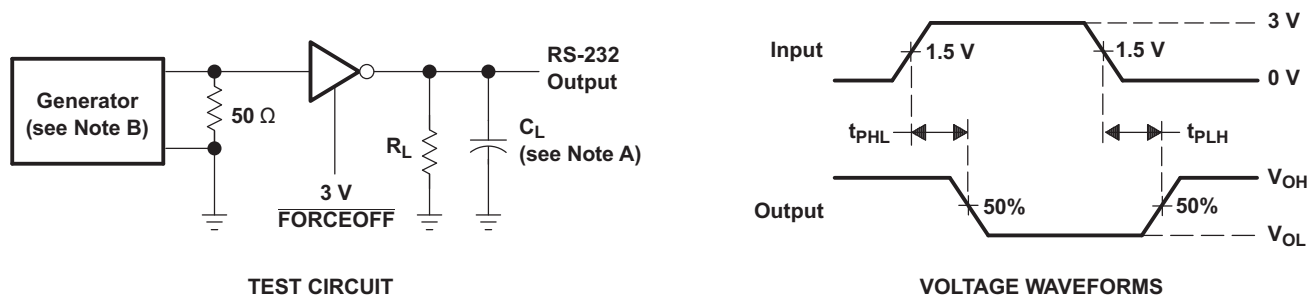 Generator
(see Note B)
50 Ω
3 V
FORCEOFF
R_L
C_L
(see Note A)
RS-232
Output
TEST CIRCUIT
Input
1.5 V
1.5 V
3 V
0 V
t_PHL
t_PLH
Output
50%
50%
V_OH
V_OL
VOLTAGE WAVEFORMS